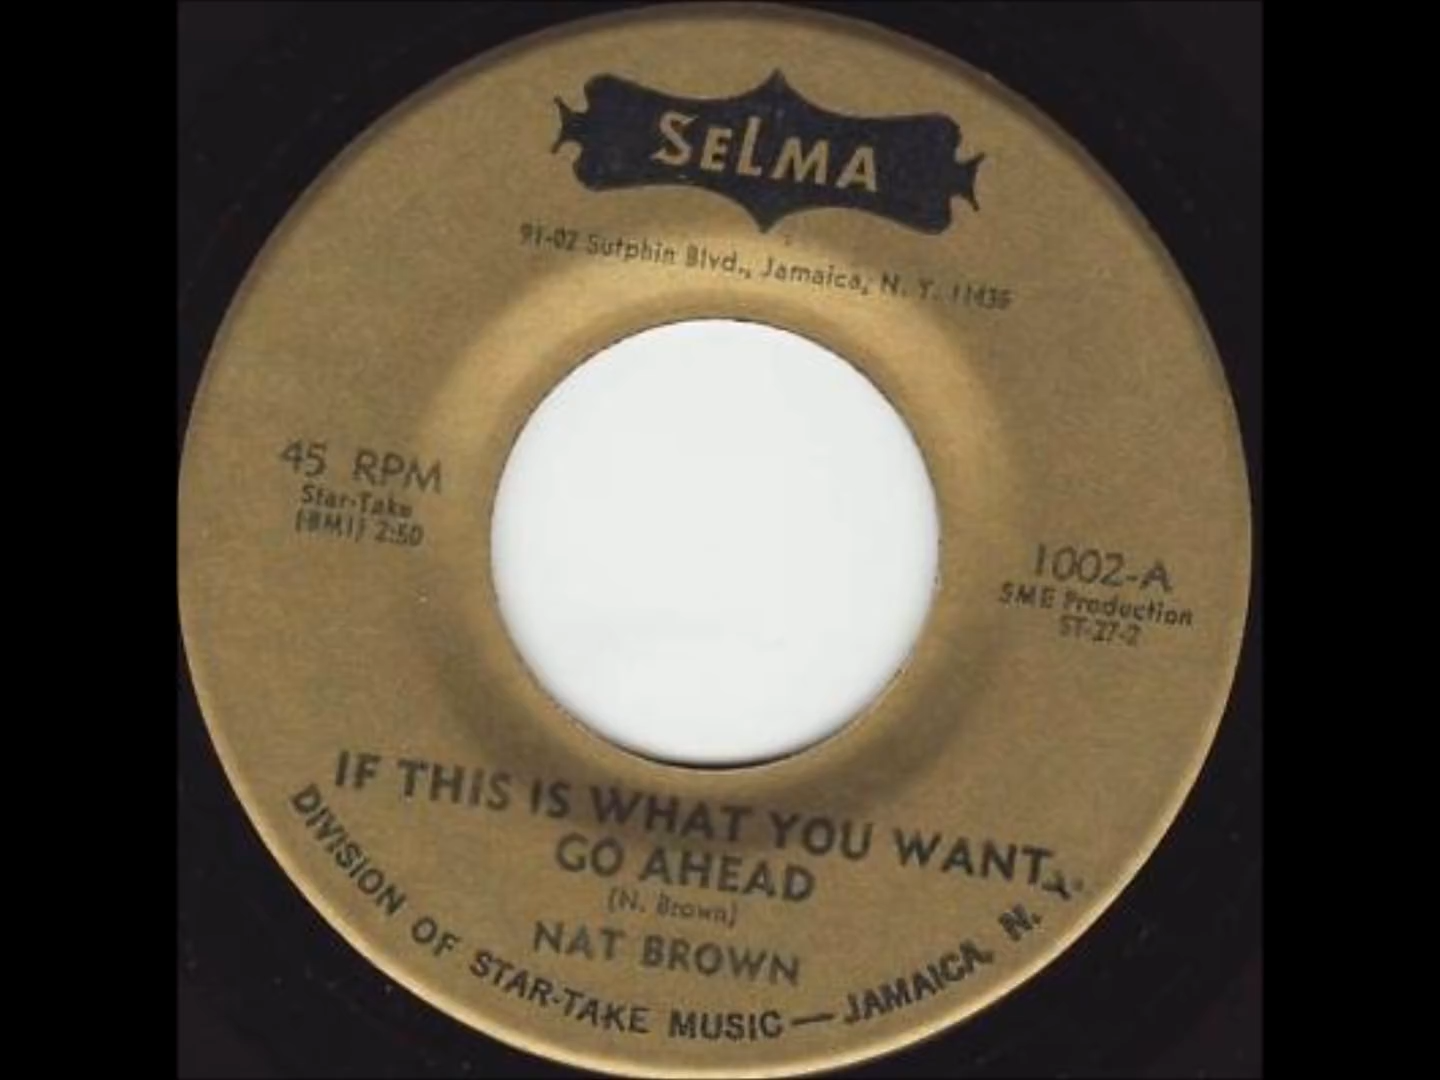 SELMA
91-02 Sutphin Blvd., Jamaica, N. Y. 11435
45 RPM
Star-Take
(BMI) 2:50
1002-A
SME Production
ST-27-2
IF THIS IS WHAT YOU WANT,
GO AHEAD
(N. Brown)
NAT BROWN
DIVISION OF STAR-TAKE MUSIC — JAMAICA, N. Y.